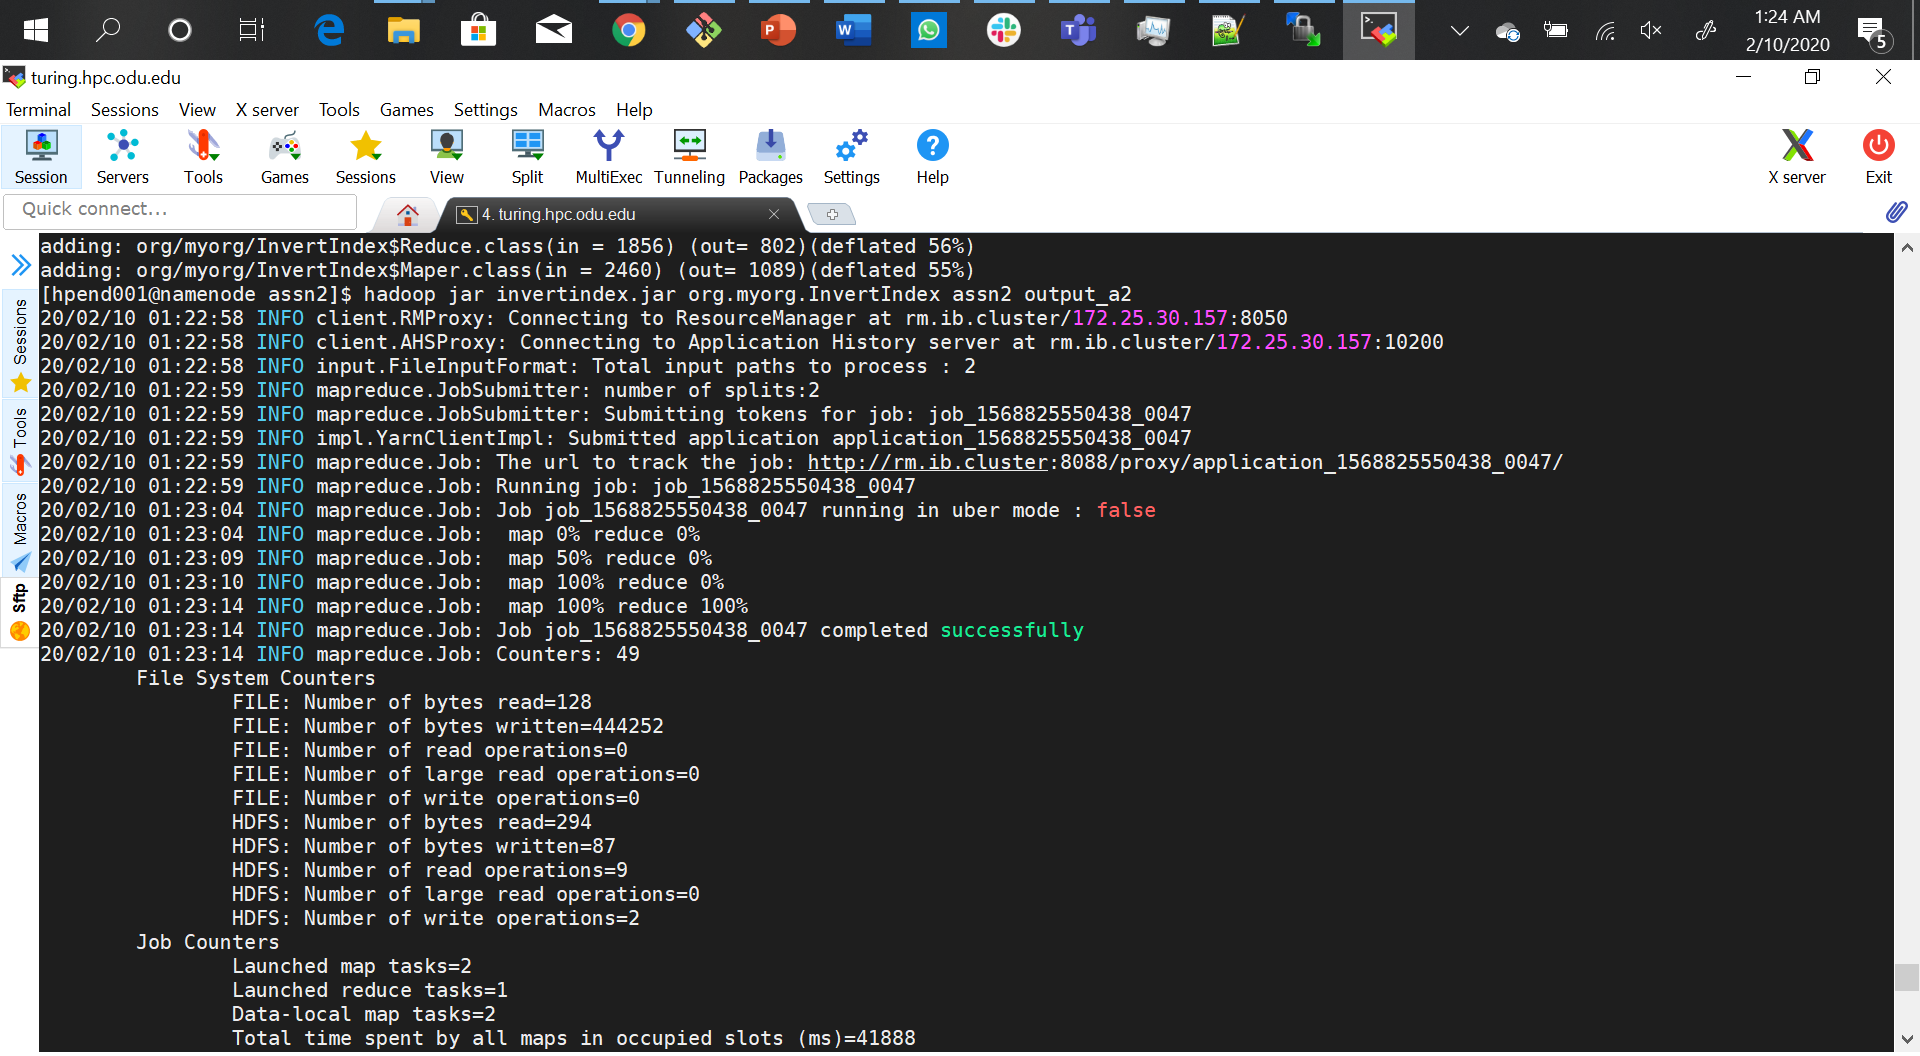 1:24 AM
2/10/2020
5
turing.hpc.odu.edu
Terminal Sessions View X server Tools Games Settings Macros Help
Session Servers Tools Games Sessions View Split MultiExec Tunneling Packages Settings Help X server Exit
Quick connect...
4. turing.hpc.odu.edu
Sessions
Tools
Macros
Sftp
adding: org/myorg/InvertIndex$Reduce.class(in = 1856) (out= 802)(deflated 56%)
adding: org/myorg/InvertIndex$Maper.class(in = 2460) (out= 1089)(deflated 55%)
[hpend001@namenode assn2]$ hadoop jar invertindex.jar org.myorg.InvertIndex assn2 output_a2
20/02/10 01:22:58 INFO client.RMProxy: Connecting to ResourceManager at rm.ib.cluster/172.25.30.157:8050
20/02/10 01:22:58 INFO client.AHSProxy: Connecting to Application History server at rm.ib.cluster/172.25.30.157:10200
20/02/10 01:22:58 INFO input.FileInputFormat: Total input paths to process : 2
20/02/10 01:22:59 INFO mapreduce.JobSubmitter: number of splits:2
20/02/10 01:22:59 INFO mapreduce.JobSubmitter: Submitting tokens for job: job_1568825550438_0047
20/02/10 01:22:59 INFO impl.YarnClientImpl: Submitted application application_1568825550438_0047
20/02/10 01:22:59 INFO mapreduce.Job: The url to track the job: http://rm.ib.cluster:8088/proxy/application_1568825550438_0047/
20/02/10 01:22:59 INFO mapreduce.Job: Running job: job_1568825550438_0047
20/02/10 01:23:04 INFO mapreduce.Job: Job job_1568825550438_0047 running in uber mode : false
20/02/10 01:23:04 INFO mapreduce.Job:  map 0% reduce 0%
20/02/10 01:23:09 INFO mapreduce.Job:  map 50% reduce 0%
20/02/10 01:23:10 INFO mapreduce.Job:  map 100% reduce 0%
20/02/10 01:23:14 INFO mapreduce.Job:  map 100% reduce 100%
20/02/10 01:23:14 INFO mapreduce.Job: Job job_1568825550438_0047 completed successfully
20/02/10 01:23:14 INFO mapreduce.Job: Counters: 49
File System Counters
FILE: Number of bytes read=128
FILE: Number of bytes written=444252
FILE: Number of read operations=0
FILE: Number of large read operations=0
FILE: Number of write operations=0
HDFS: Number of bytes read=294
HDFS: Number of bytes written=87
HDFS: Number of read operations=9
HDFS: Number of large read operations=0
HDFS: Number of write operations=2
Job Counters
Launched map tasks=2
Launched reduce tasks=1
Data-local map tasks=2
Total time spent by all maps in occupied slots (ms)=41888